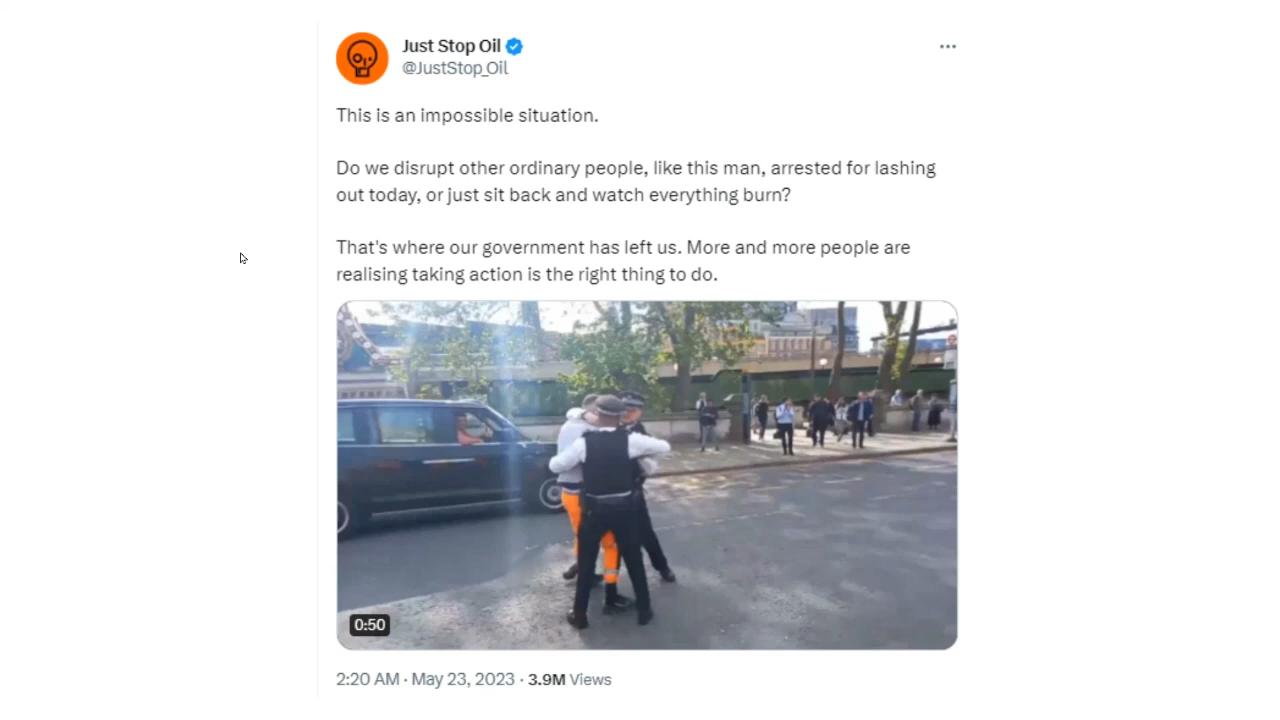 Just Stop Oil
@JustStop_Oil
This is an impossible situation.
Do we disrupt other ordinary people, like this man, arrested for lashing
out today, or just sit back and watch everything burn?
That's where our government has left us. More and more people are
realising taking action is the right thing to do.
0:50
2:20 AM · May 23, 2023 · 3.9M Views